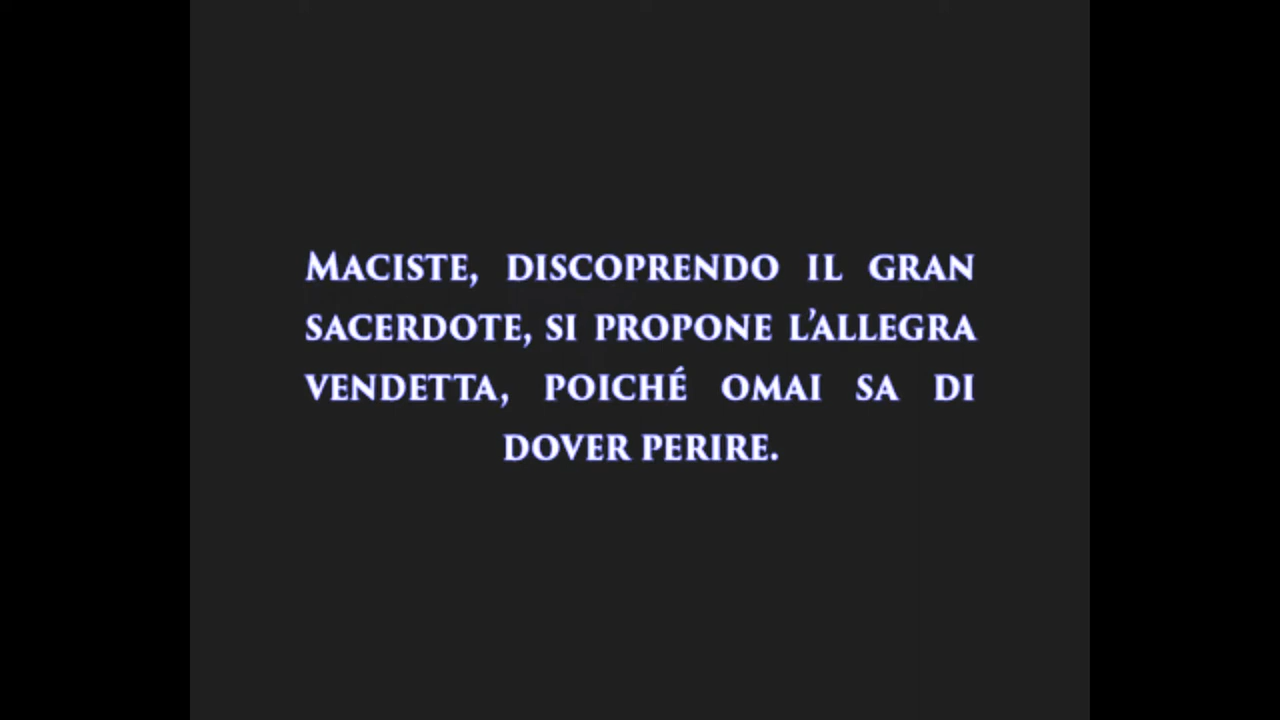 Maciste, discoprendo il gran
sacerdote, si propone l’allegra
vendetta, poiché omai sa di
dover perire.